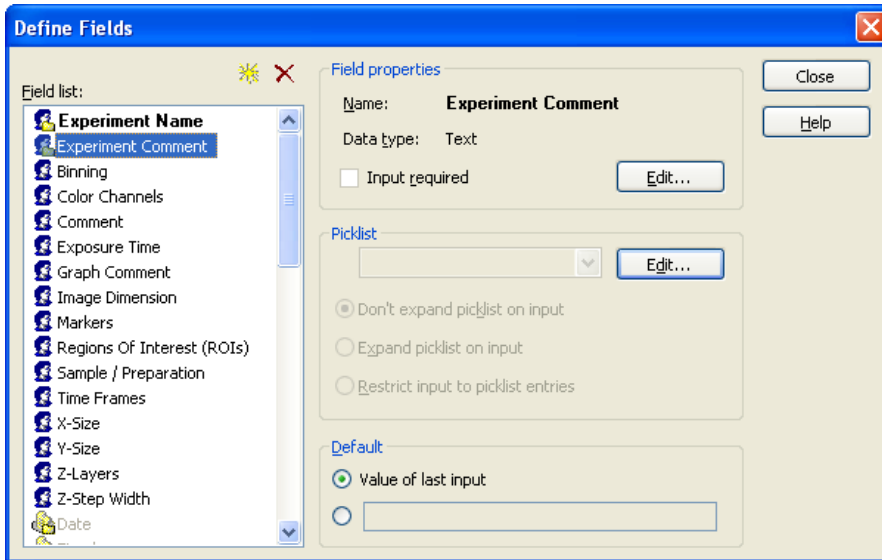 Define Fields
Field list:
Experiment Name
Experiment Comment
Binning
Color Channels
Comment
Exposure Time
Graph Comment
Image Dimension
Markers
Regions Of Interest (ROIs)
Sample / Preparation
Time Frames
X-Size
Y-Size
Z-Layers
Z-Step Width
Date
Field properties
Name: Experiment Comment
Data type: Text
Input required Edit...
Picklist
Edit...
Don't expand picklist on input
Expand picklist on input
Restrict input to picklist entries
Default
Value of last input
Close
Help